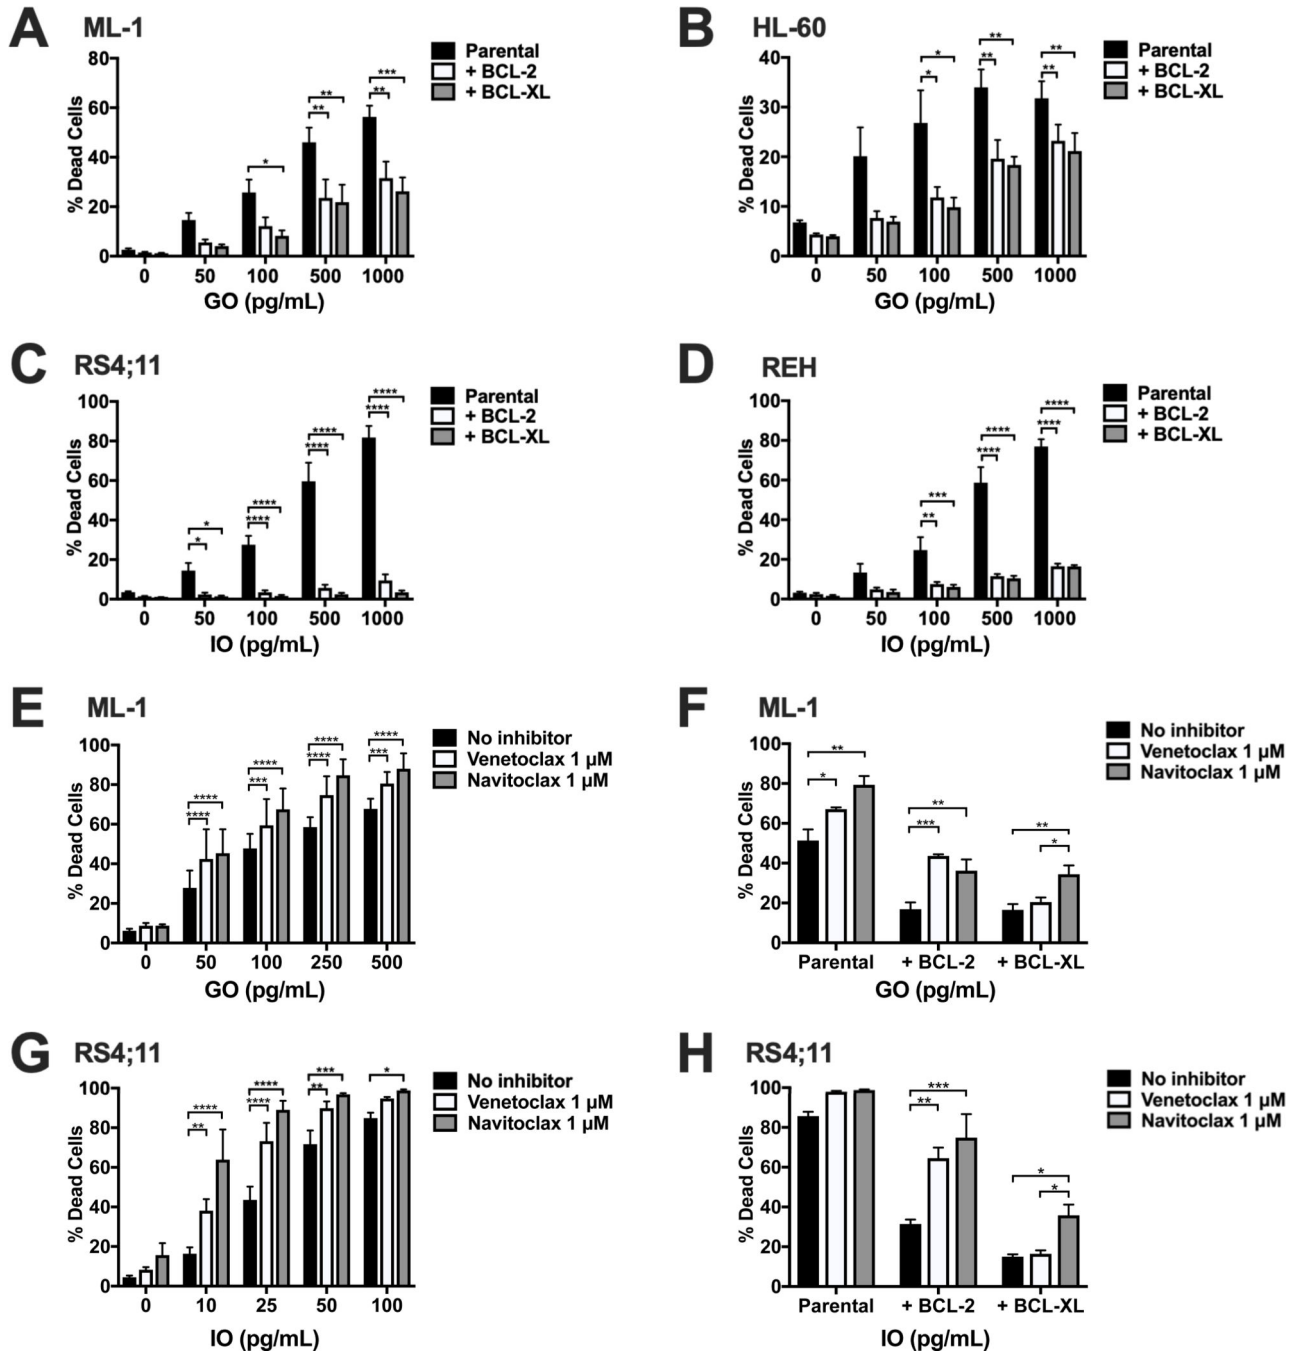 A ML-1
Parental
+ BCL-2
+ BCL-XL
% Dead Cells
80
60
40
20
0
***
**
**
**
*
0 50 100 500 1000
GO (pg/mL)
B HL-60
Parental
+ BCL-2
+ BCL-XL
% Dead Cells
40
30
20
10
0
**
**
*
**
**
*
0 50 100 500 1000
GO (pg/mL)
C RS4;11
Parental
+ BCL-2
+ BCL-XL
% Dead Cells
100
80
60
40
20
0
****
****
****
****
****
****
*
*
0 50 100 500 1000
IO (pg/mL)
D REH
Parental
+ BCL-2
+ BCL-XL
% Dead Cells
100
80
60
40
20
0
****
****
****
****
***
**
0 50 100 500 1000
IO (pg/mL)
E ML-1
No inhibitor
Venetoclax 1 µM
Navitoclax 1 µM
% Dead Cells
100
80
60
40
20
0
****
***
****
****
****
***
****
****
0 50 100 250 500
GO (pg/mL)
F ML-1
No inhibitor
Venetoclax 1 µM
Navitoclax 1 µM
% Dead Cells
100
80
60
40
20
0
**
*
**
***
**
*
Parental + BCL-2 + BCL-XL
GO (pg/mL)
G RS4;11
No inhibitor
Venetoclax 1 µM
Navitoclax 1 µM
% Dead Cells
100
80
60
40
20
0
****
**
****
****
***
**
*
0 10 25 50 100
IO (pg/mL)
H RS4;11
No inhibitor
Venetoclax 1 µM
Navitoclax 1 µM
% Dead Cells
100
80
60
40
20
0
***
**
*
*
Parental + BCL-2 + BCL-XL
IO (pg/mL)